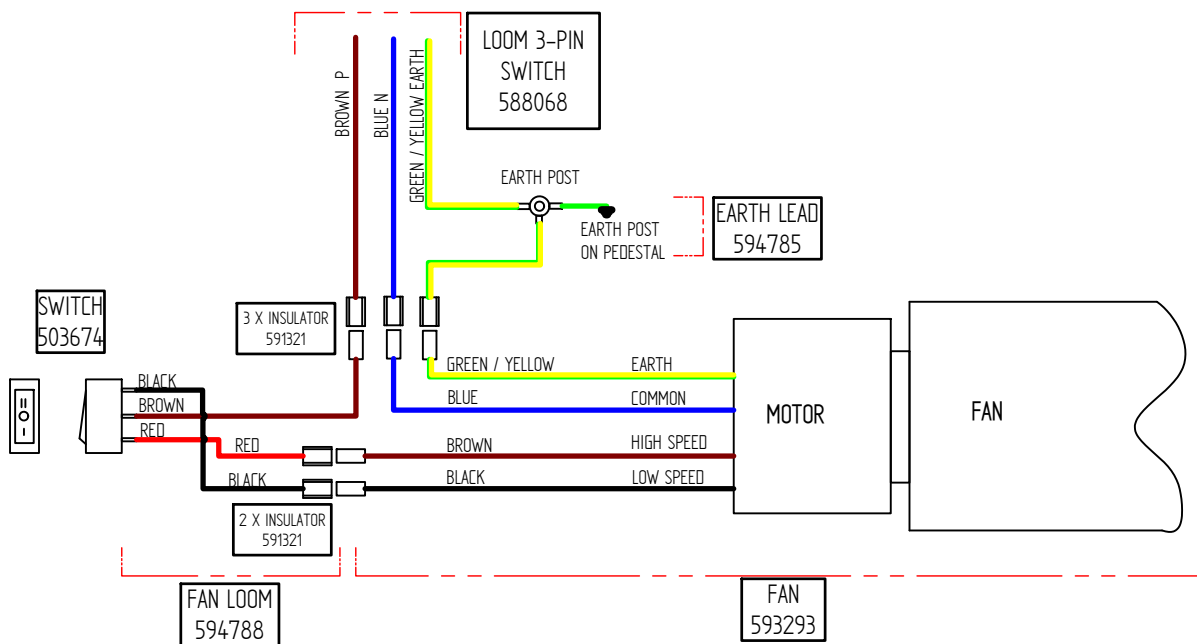 LOOM 3-PIN
SWITCH
588068
BROWN P
BLUE N
GREEN / YELLOW EARTH
EARTH POST
EARTH POST
ON PEDESTAL
EARTH LEAD
594785
SWITCH
503674
3 X INSULATOR
591321
GREEN / YELLOW
EARTH
BLACK
BROWN
RED
BLUE
COMMON
MOTOR
FAN
RED
BROWN
HIGH SPEED
BLACK
BLACK
LOW SPEED
2 X INSULATOR
591321
- O =
FAN LOOM
594788
FAN
593293